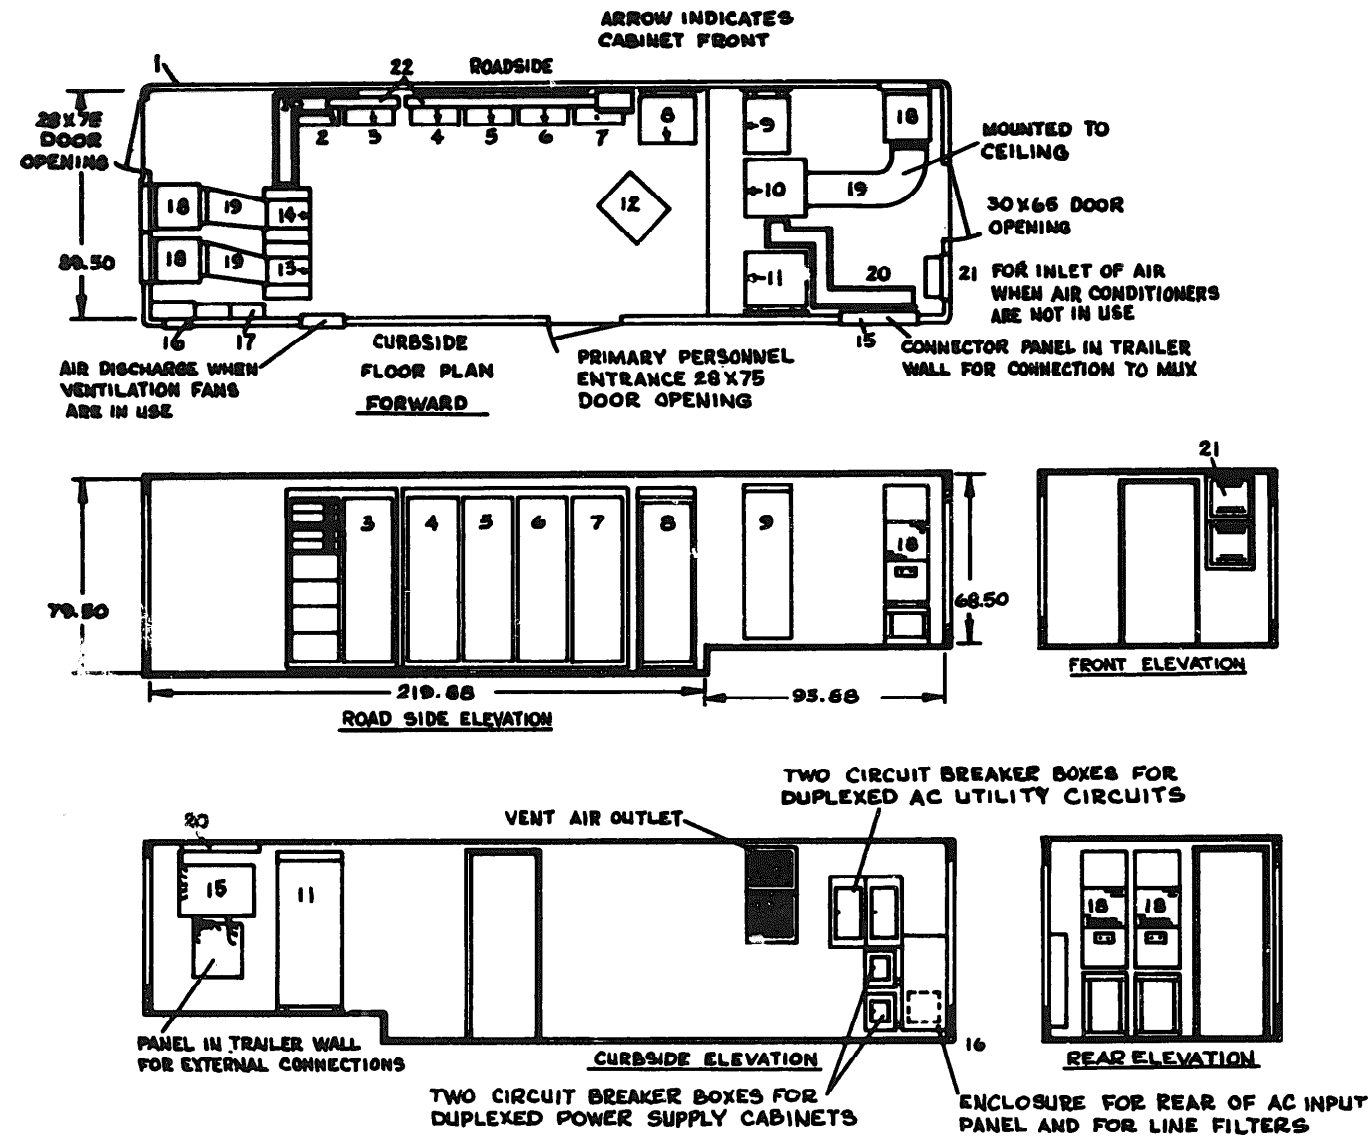 ARROW INDICATES
CABINET FRONT
1
22
ROADSIDE
28 X 75
DOOR
OPENING
2
3
4
5
6
7
8
9
18
MOUNTED TO
CEILING
18
19
14
12
10
19
30 X 65 DOOR
OPENING
18
19
13
11
20
21 FOR INLET OF AIR
WHEN AIR CONDITIONERS
ARE NOT IN USE
16
17
15
CONNECTOR PANEL IN TRAILER
WALL FOR CONNECTION TO MUX
AIR DISCHARGE WHEN
VENTILATION FANS
ARE IN USE
CURBSIDE
FLOOR PLAN
FORWARD
PRIMARY PERSONNEL
ENTRANCE 28 X 75
DOOR OPENING
21
3
4
5
6
7
8
9
18
79.50
68.50
219.68
93.68
ROAD SIDE ELEVATION
FRONT ELEVATION
TWO CIRCUIT BREAKER BOXES FOR
DUPLEXED AC UTILITY CIRCUITS
VENT AIR OUTLET
20
15
11
18
18
PANEL IN TRAILER WALL
FOR EXTERNAL CONNECTIONS
CURBSIDE ELEVATION
16
REAR ELEVATION
TWO CIRCUIT BREAKER BOXES FOR
DUPLEXED POWER SUPPLY CABINETS
ENCLOSURE FOR REAR OF AC INPUT
PANEL AND FOR LINE FILTERS